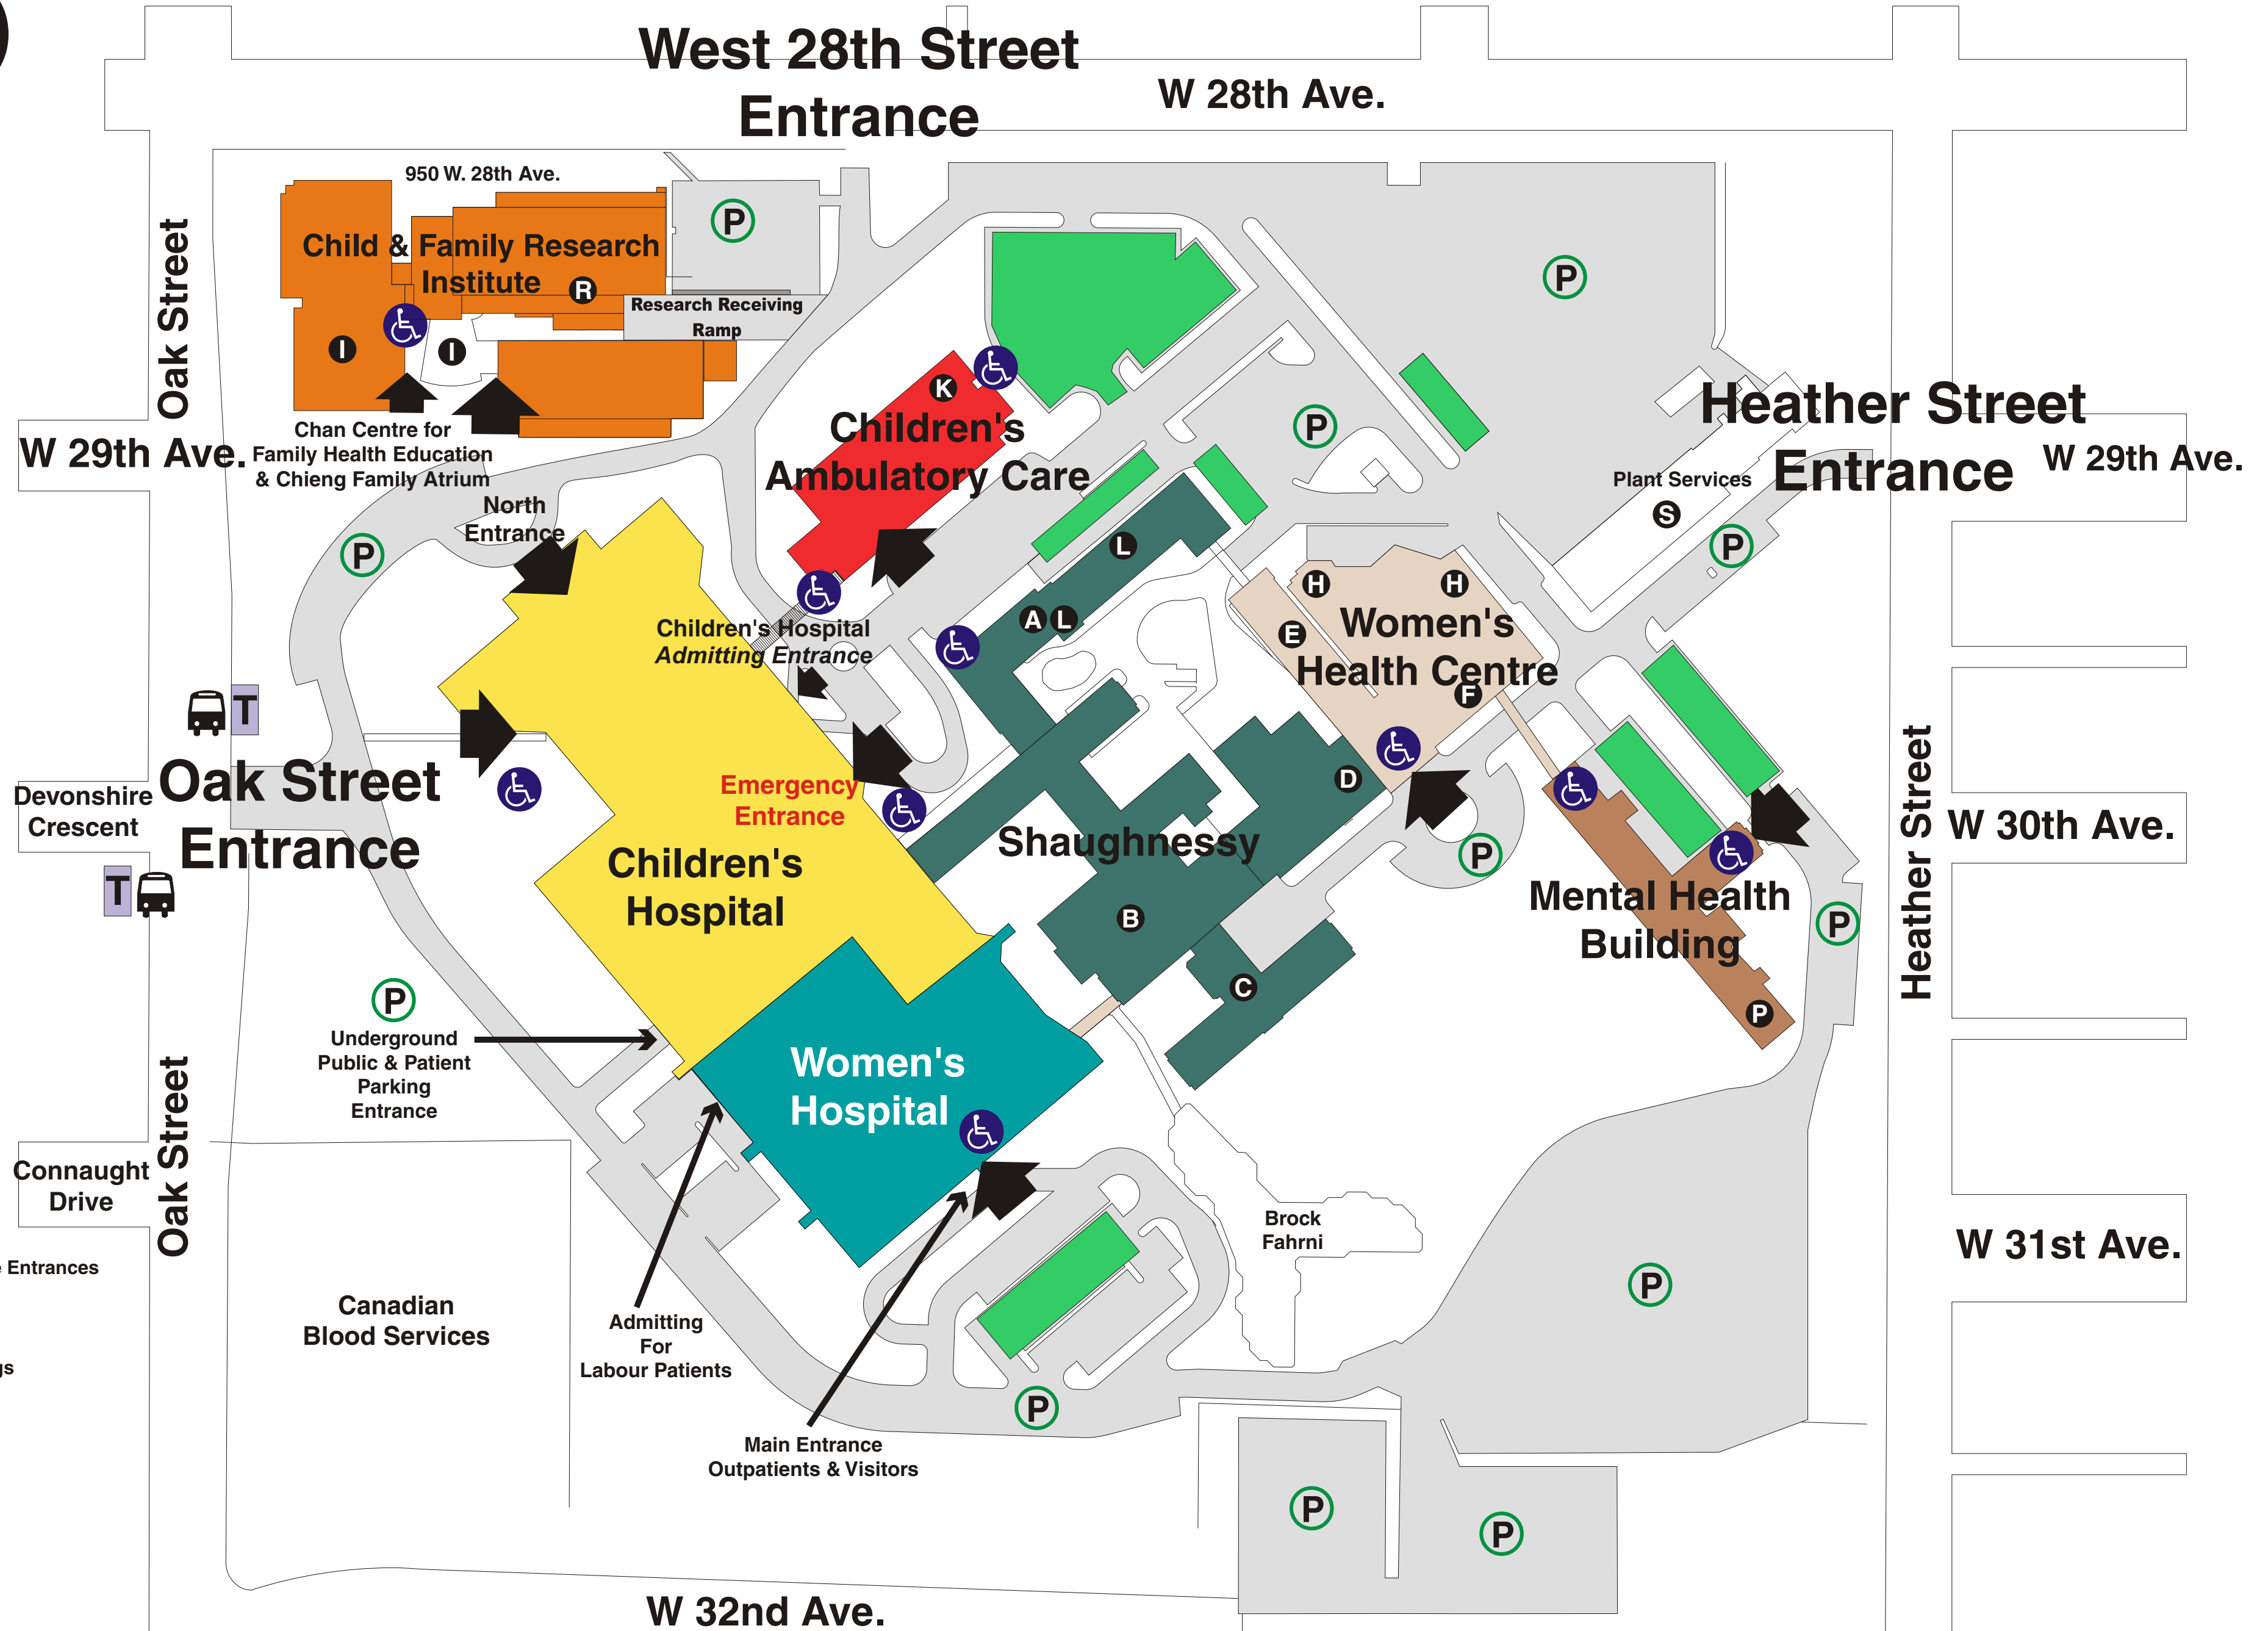 West 28th Street
Entrance
W 28th Ave.
950 W. 28th Ave.
P
Child & Family Research
Institute
R
Research Receiving
Ramp
I
I
P
Oak Street
K
Children's
Ambulatory Care
P
Heather Street
Entrance
W 29th Ave.
W 29th Ave.
Chan Centre for
Family Health Education
& Chieng Family Atrium
North
Entrance
P
Plant Services
S
P
L
A L
H
H
E
Women's
Health Centre
F
Children's Hospital
Admitting Entrance
T
Oak Street
Entrance
Devonshire
Crescent
T
Emergency
Entrance
Children's
Hospital
Shaughnessy
D
B
C
P
Mental Health
Building
P
P
Heather Street
W 30th Ave.
P
Underground
Public & Patient
Parking
Entrance
Women's
Hospital
Oak Street
Connaught
Drive
Entrances
Canadian
Blood Services
Admitting
For
Labour Patients
Brock
Fahrni
P
W 31st Ave.
P
Main Entrance
Outpatients & Visitors
P
P
W 32nd Ave.